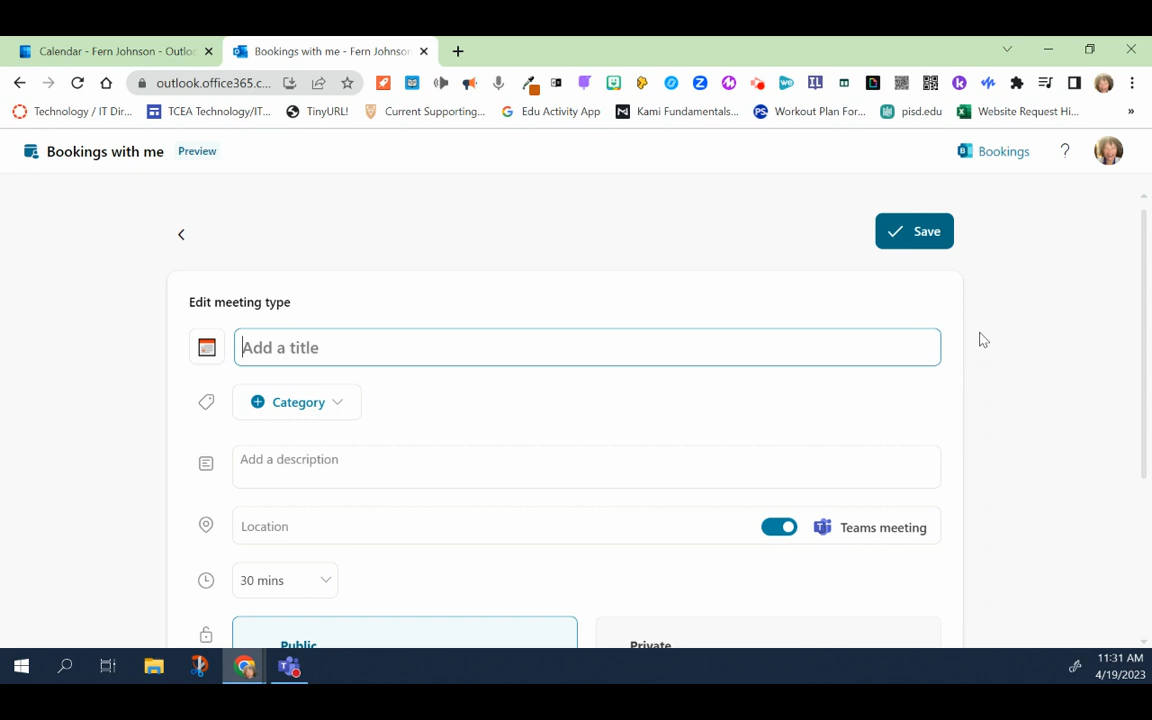 Calendar - Fern Johnson - Outlo
Bookings with me - Fern Johnson
outlook.office365.c...
Technology / IT Dir...
TCEA Technology/IT...
TinyURL!
Current Supporting...
Edu Activity App
Kami Fundamentals...
Workout Plan For...
pisd.edu
Website Request Hi...
Bookings with me
Preview
Bookings
Save
Edit meeting type
Add a title
Category
Add a description
Location
Teams meeting
30 mins
Public
Private
11:31 AM
4/19/2023